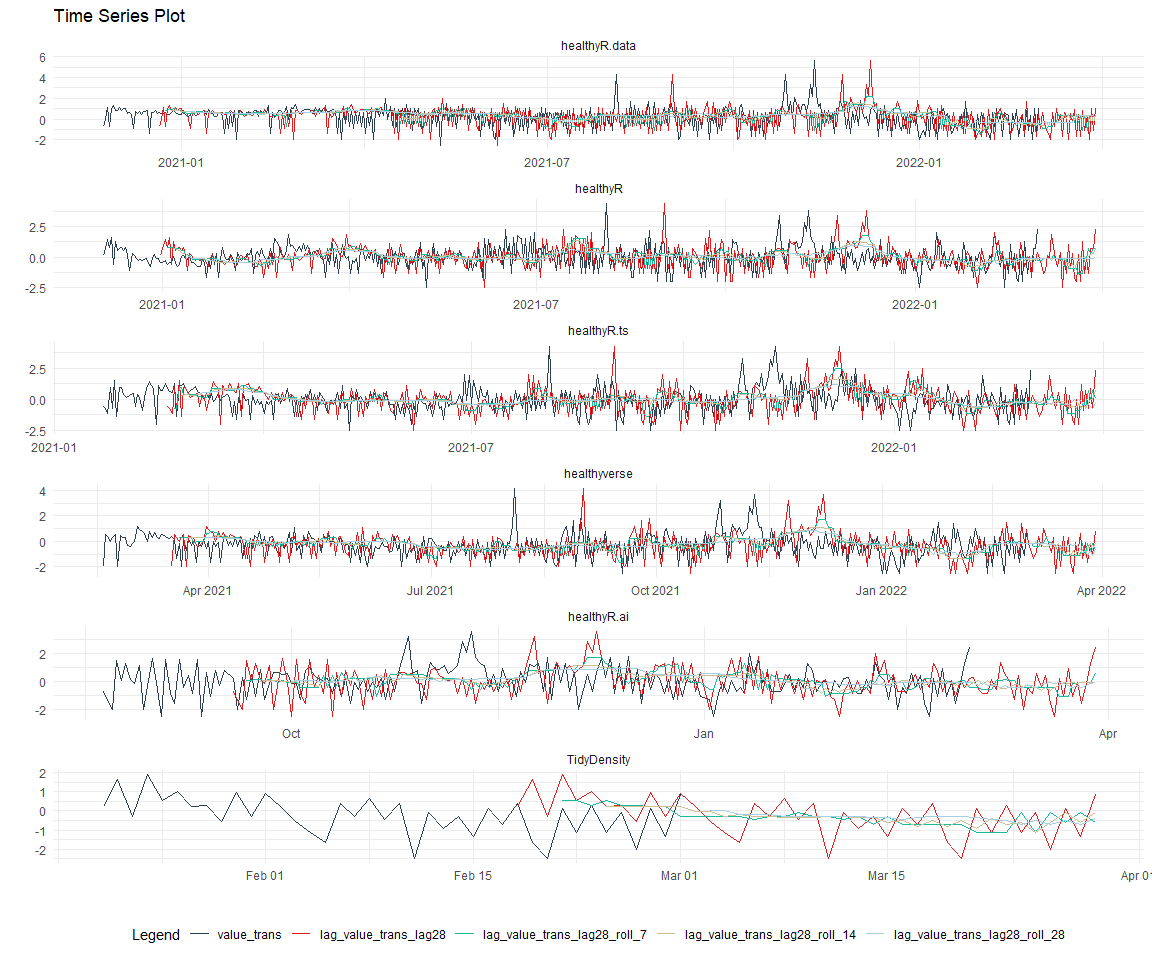 Time Series Plot
healthyR.data
6
4
2
0
-2
2021-01 2021-07 2022-01
healthyR
2.5
0.0
-2.5
2021-01 2021-07 2022-01
healthyR.ts
2.5
0.0
-2.5
2021-01 2021-07 2022-01
healthyverse
4
2
0
-2
Apr 2021 Jul 2021 Oct 2021 Jan 2022 Apr 2022
healthyR.ai
2
0
-2
Oct Jan Apr
TidyDensity
2
1
0
-1
-2
Feb 01 Feb 15 Mar 01 Mar 15 Apr 01
Legend value_trans lag_value_trans_lag28 lag_value_trans_lag28_roll_7 lag_value_trans_lag28_roll_14 lag_value_trans_lag28_roll_28